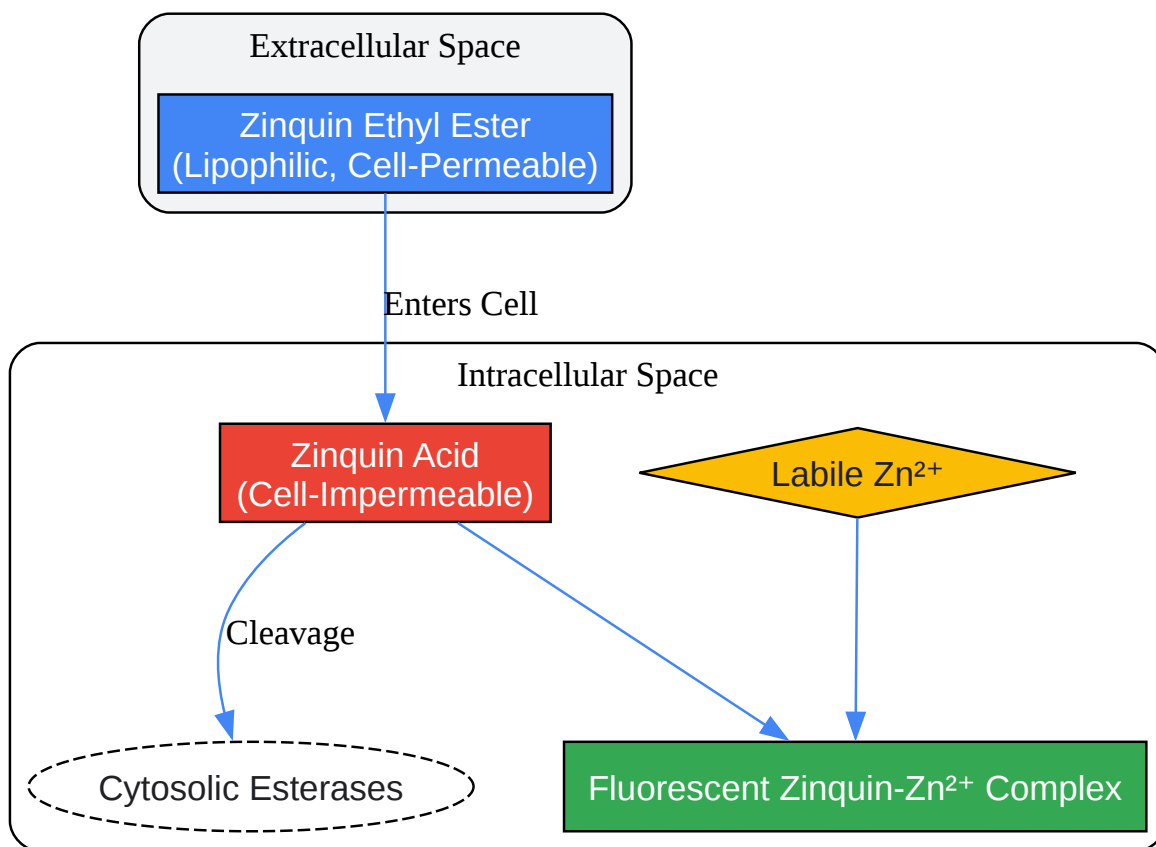 Extracellular Space
Zinquin Ethyl Ester
(Lipophilic, Cell-Permeable)
Enters Cell
Intracellular Space
Zinquin Acid
(Cell-Impermeable)
Labile Zn²⁺
Cleavage
Cytosolic Esterases
Fluorescent Zinquin-Zn²⁺ Complex